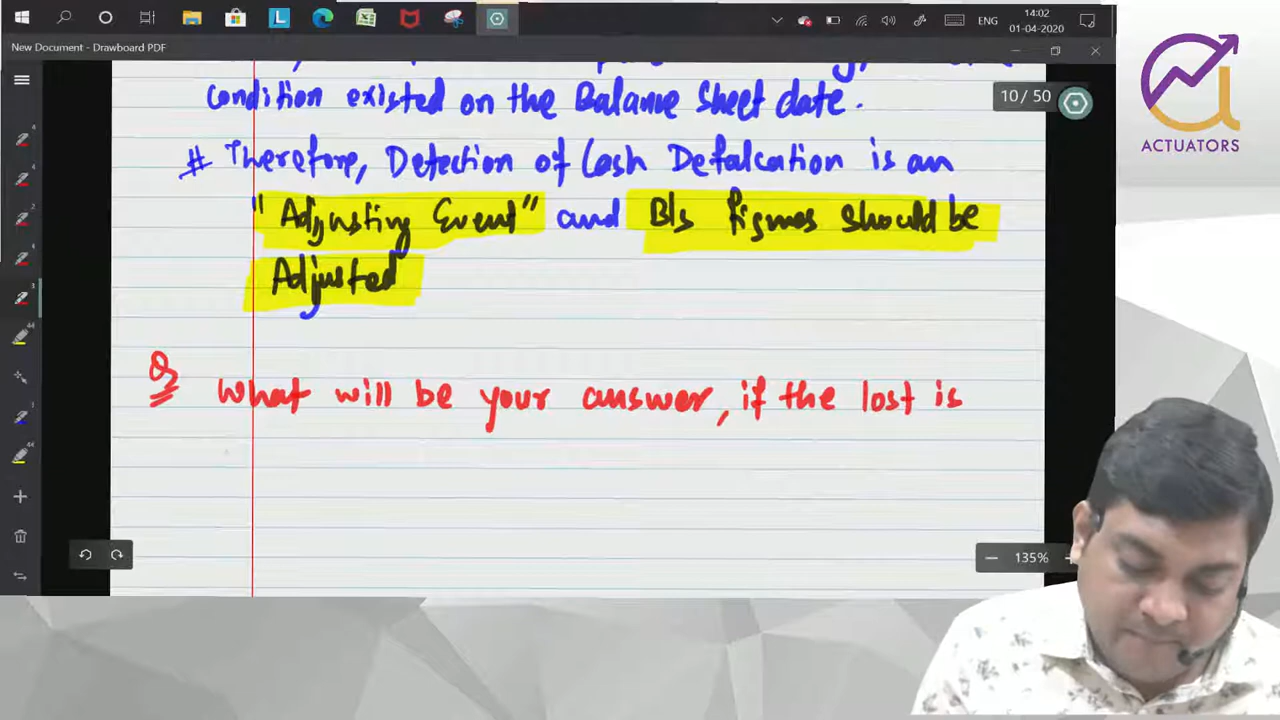 14:02
ENG
01-04-2020
New Document - Drawboard PDF
condition existed on the Balance Sheet date.
10 / 50
# Therefore, Detection of Cash Defalcation is an
"Adjusting Event" and B/s figures should be
Adjusted
ACTUATORS
Q What will be your answer, if the lost is
135%